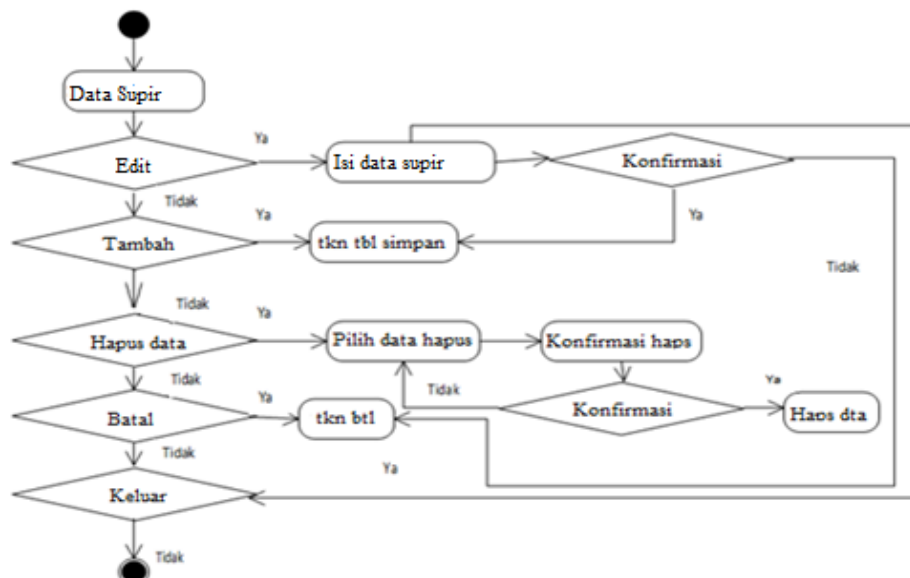 Data Supir
Ya
Edit
Isi data supir
Konfirmasi
Tidak
Ya
Ya
Tambah
tkn tbl simpan
Tidak
Tidak
Ya
Hapus data
Pilih data hapus
Konfirmasi haps
Tidak
Tidak
Ya
Ya
Batal
tkn btl
Konfirmasi
Haps dta
Tidak
Ya
Keluar
Tidak